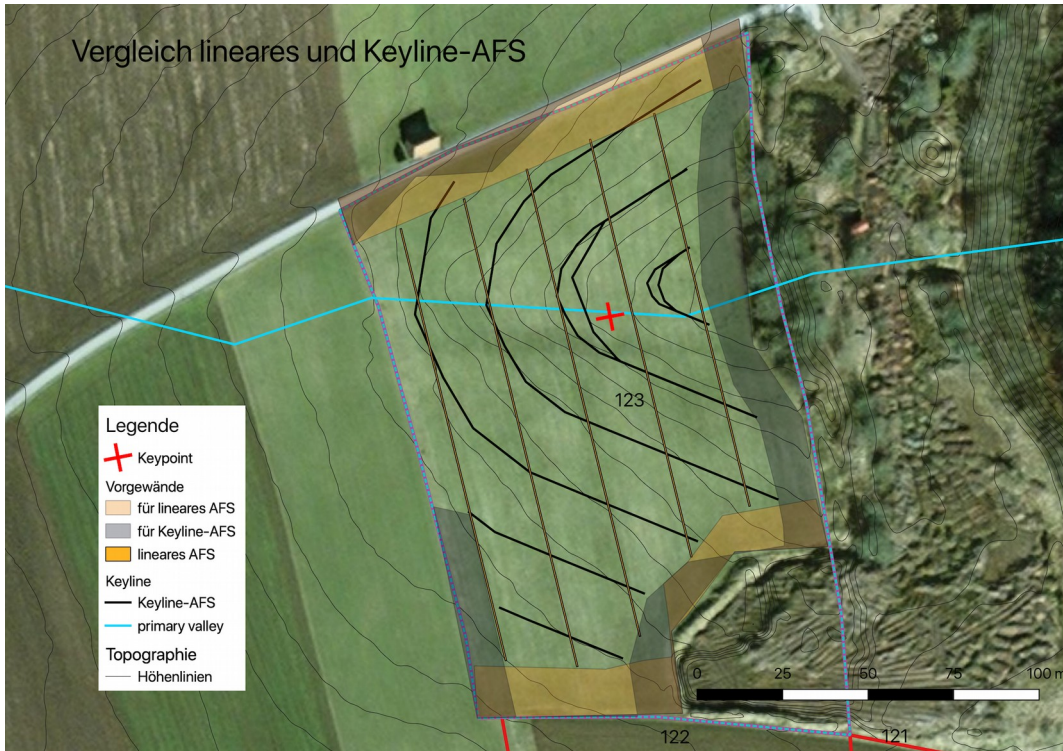 Vergleich lineares und Keyline-AFS
123
Legende
Keypoint
Vorgewände
für lineares AFS
für Keyline-AFS
lineares AFS
Keyline
Keyline-AFS
primary valley
Topographie
Höhenlinien
0 25 50 75 100 m
122 121